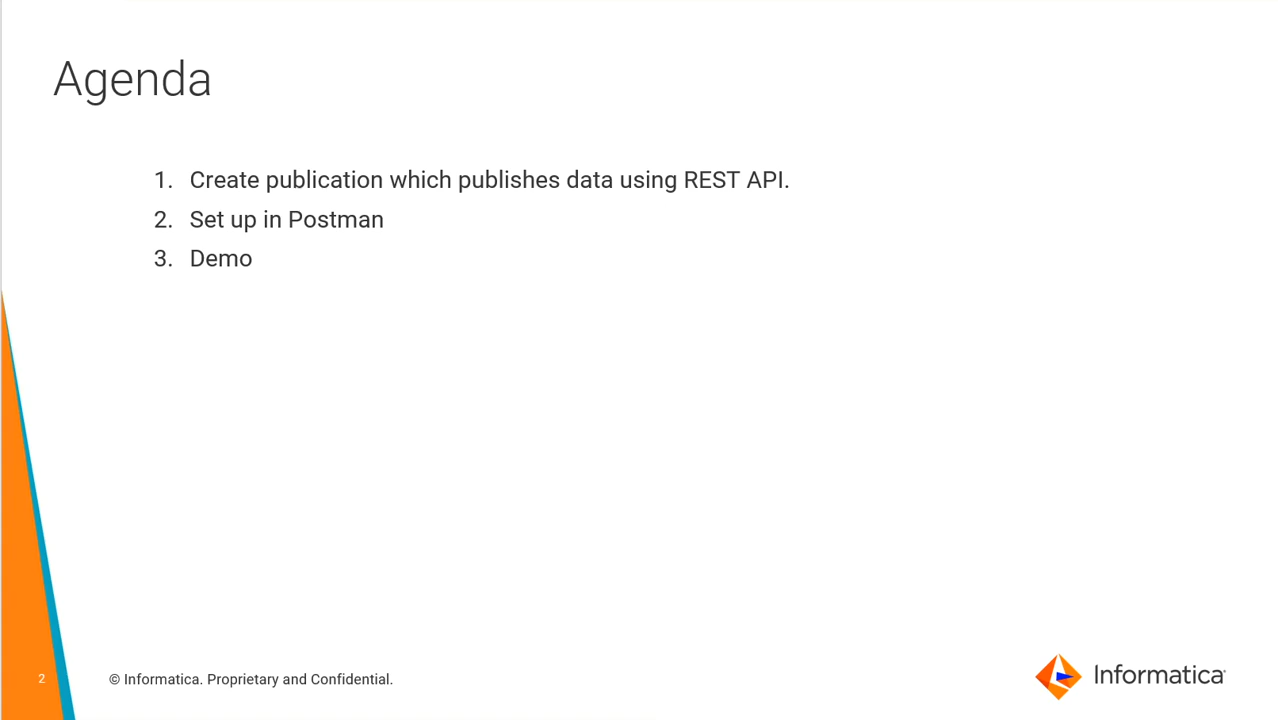 Agenda
1. Create publication which publishes data using REST API.
2. Set up in Postman
3. Demo
2
© Informatica. Proprietary and Confidential.
Informatica